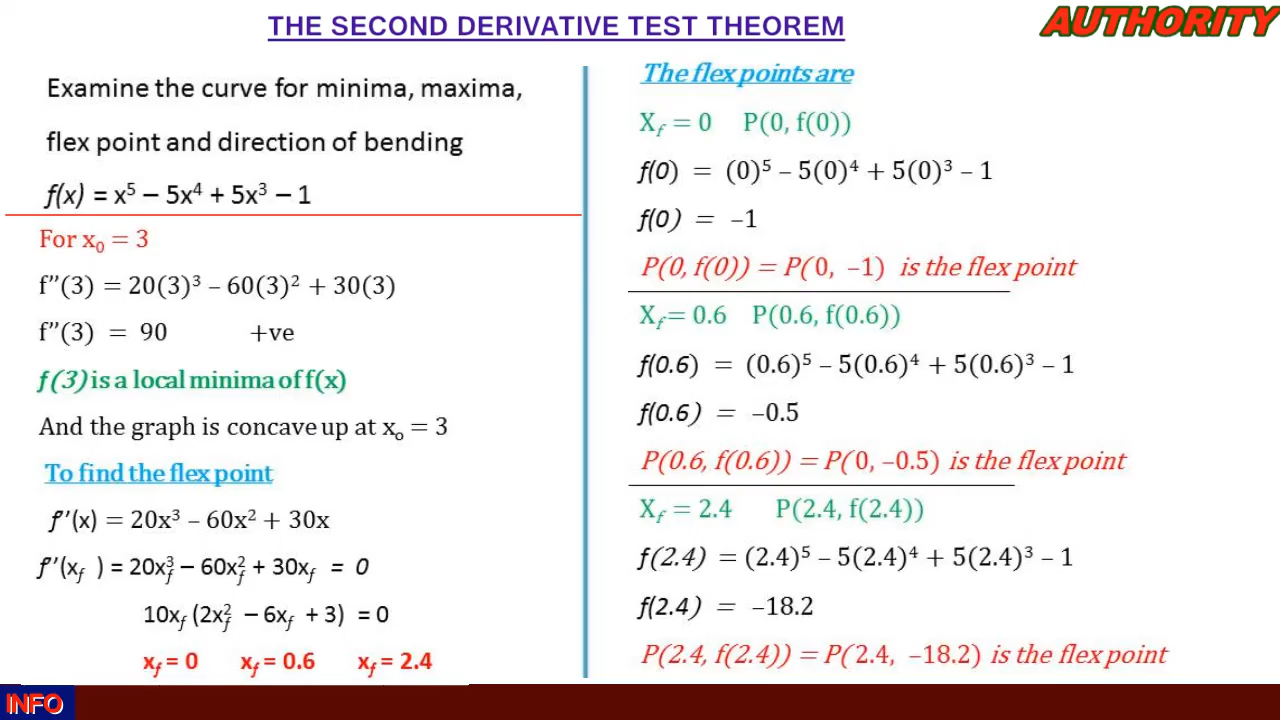 THE SECOND DERIVATIVE TEST THEOREM
AUTHORITY
Examine the curve for minima, maxima,
flex point and direction of bending
f(x) = x⁵ – 5x⁴ + 5x³ – 1
For x₀ = 3
f’’(3) = 20(3)³ – 60(3)² + 30(3)
f’’(3) = 90 +ve
f(3) is a local minima of f(x)
And the graph is concave up at xₒ = 3
To find the flex point
f’’(x) = 20x³ – 60x² + 30x
f’’(x_f ) = 20x_f³ – 60x_f² + 30x_f = 0
10x_f (2x_f² – 6x_f + 3) = 0
x_f = 0 x_f = 0.6 x_f = 2.4
The flex points are
X_f = 0 P(0, f(0))
f(0) = (0)⁵ – 5(0)⁴ + 5(0)³ – 1
f(0) = –1
P(0, f(0)) = P(0, –1) is the flex point
X_f = 0.6 P(0.6, f(0.6))
f(0.6) = (0.6)⁵ – 5(0.6)⁴ + 5(0.6)³ – 1
f(0.6) = –0.5
P(0.6, f(0.6)) = P(0, –0.5) is the flex point
X_f = 2.4 P(2.4, f(2.4))
f(2.4) = (2.4)⁵ – 5(2.4)⁴ + 5(2.4)³ – 1
f(2.4) = –18.2
P(2.4, f(2.4)) = P(2.4, –18.2) is the flex point
INFO